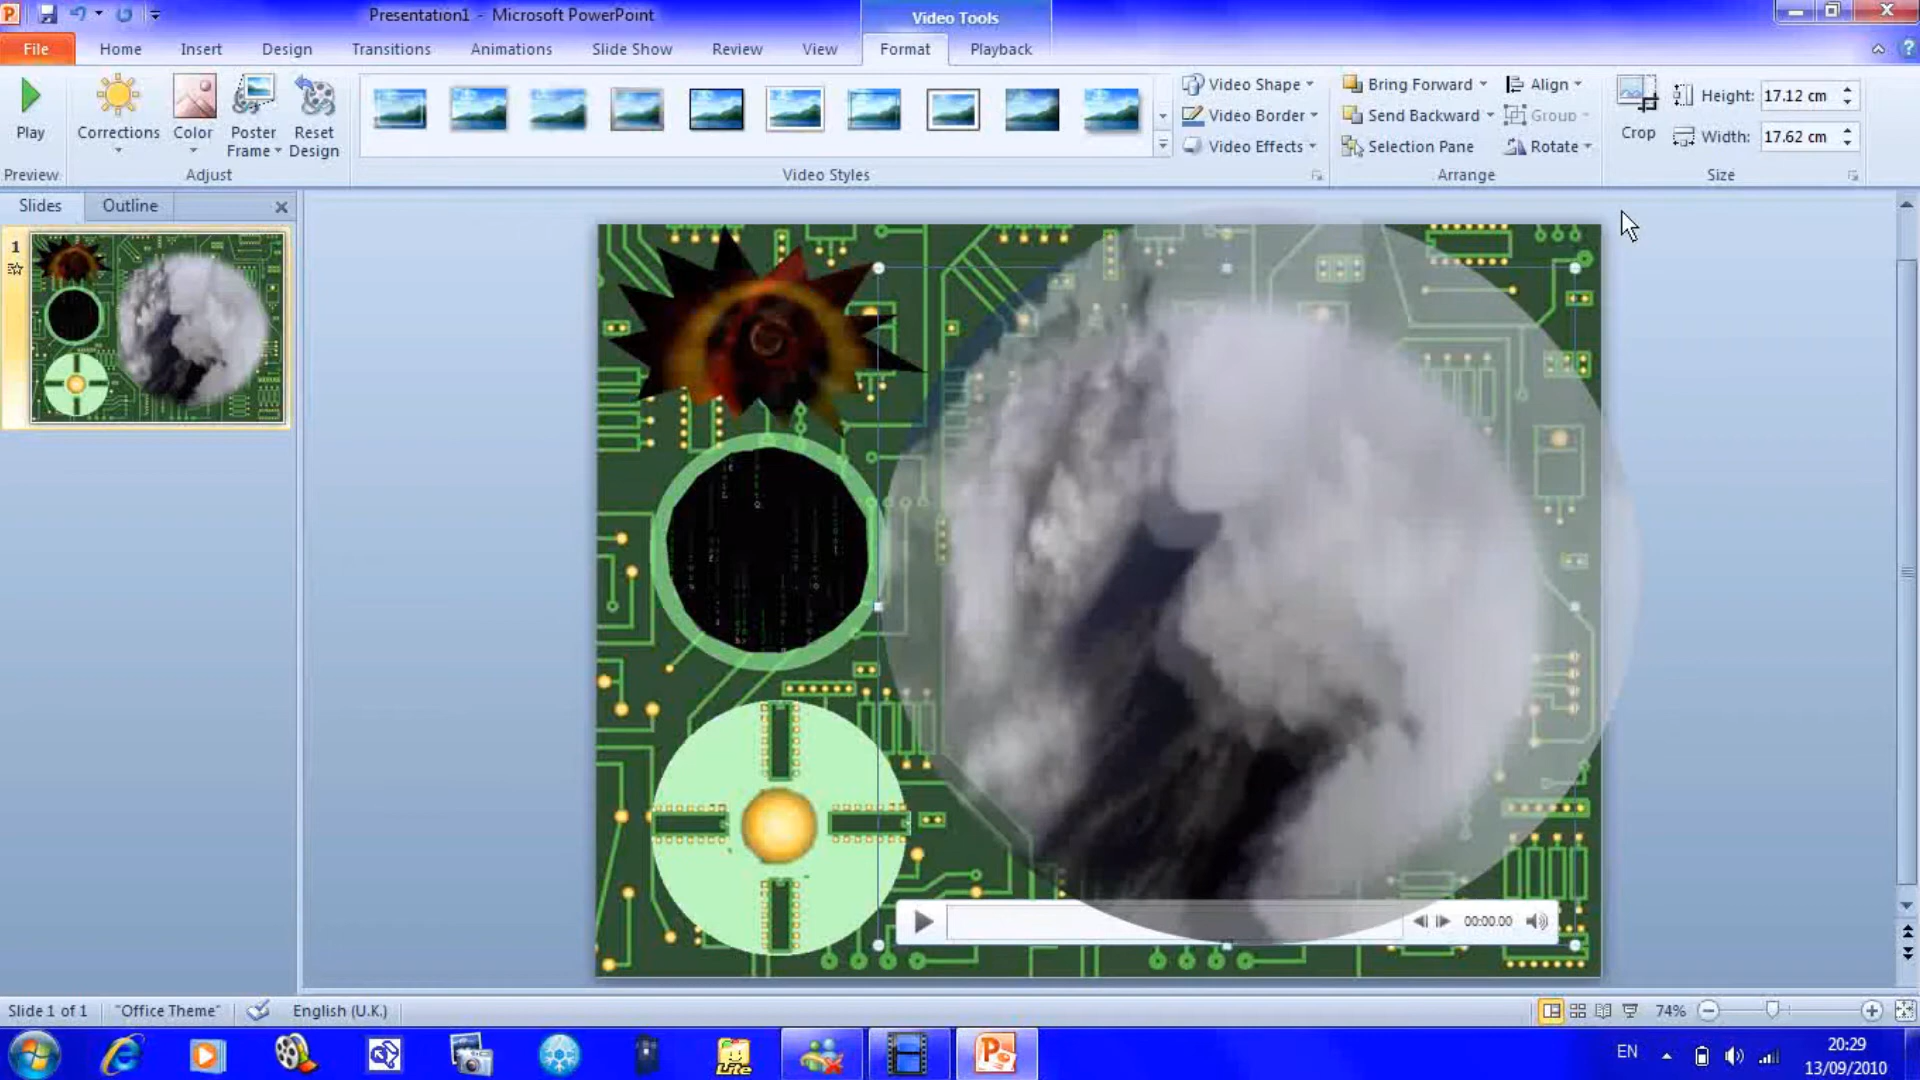 Presentation1 - Microsoft PowerPoint
Video Tools
File Home Insert Design Transitions Animations Slide Show Review View Format Playback
Play
Corrections
Color
Poster Frame
Reset Design
Video Shape
Video Border
Video Effects
Bring Forward
Send Backward
Selection Pane
Align
Group
Rotate
Crop
Height: 17.12 cm
Width: 17.62 cm
Preview Adjust Video Styles Arrange Size
Slides Outline
1
00:00.00
Slide 1 of 1 "Office Theme" English (U.K.) 74%
EN
20:29
13/09/2010